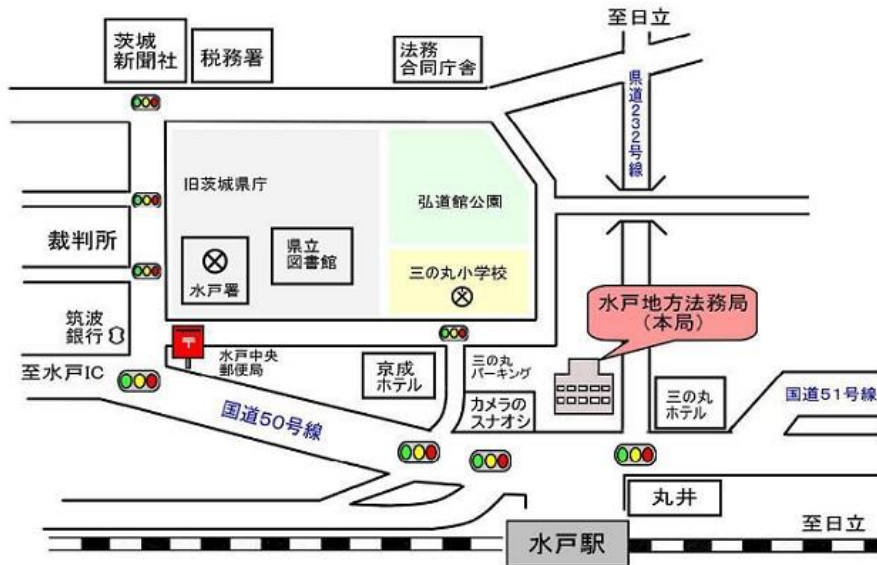 至日立
茨城
新聞社
税務署
法務
合同庁舎
県道232号線
旧茨城県庁
弘道館公園
裁判所
県立
図書館
水戸署
三の丸小学校
水戸地方法務局
(本局)
筑波
銀行
〒
水戸中央
郵便局
京成
ホテル
三の丸
パーキング
至水戸IC
カメラの
スナオシ
三の丸
ホテル
国道51号線
国道50号線
丸井
水戸駅
至日立